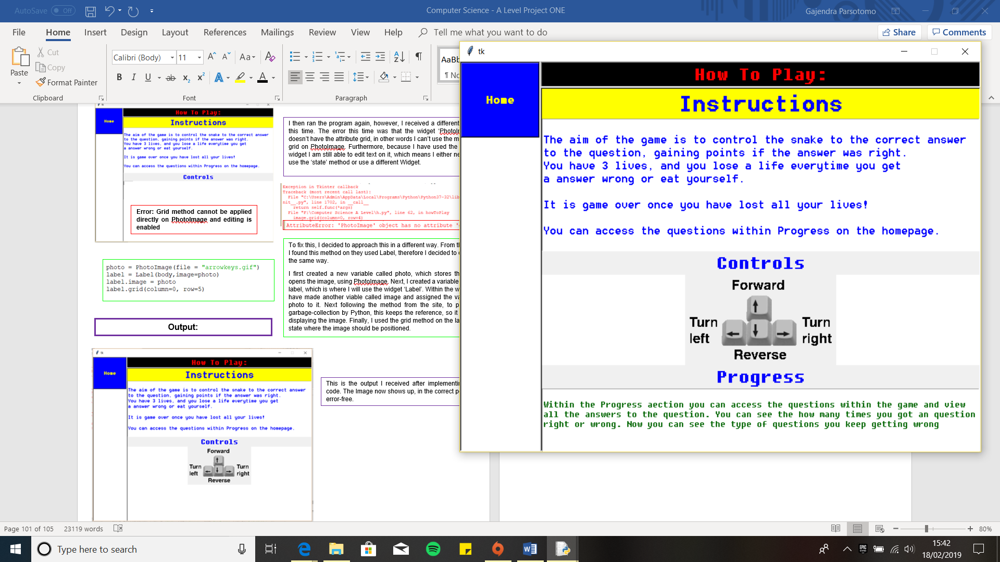 AutoSave Off
Computer Science - A Level Project ONE
Gajendra Parsotomo
File Home Insert Design Layout References Mailings Review View Help Tell me what you want to do
Share Comments
Paste
Cut
Copy
Format Painter
Calibri (Body) 11
Clipboard Font Paragraph
AaBb
¶ No
How To Play:
Home
Instructions
The aim of the game is to control the snake to the correct answer
to the question, gaining points if the answer was right.
You have 3 lives, and you lose a life everytime you get
a answer wrong or eat yourself.
It is game over once you have lost all your lives!
You can access the questions within Progress on the homepage.
Controls
Error: Grid method cannot be applied
directly on PhotoImage and editing is
enabled
I then ran the program again, however, I received a different
this time. The error this time was that the widget ‘PhotoIm
doesn’t have the attribute grid, in other words I can’t use the m
grid on PhotoImage. Furthermore, because I have used the
widget I am still able to edit text on it, which means I either ne
use the ‘state’ method or use a different Widget.
Exception in Tkinter callback
Traceback (most recent call last):
File "C:\Users\Admin\AppData\Local\Programs\Python\Python37-32\lib
nit__.py", line 1702, in __call__
return self.func(*args)
File "F:\Computer Science A Level\h.py", line 62, in howToPlay
image.grid(column=0, row=4)
AttributeError: 'PhotoImage' object has no attribute '
photo = PhotoImage(file = "arrowkeys.gif")
label = Label(body,image=photo)
label.image = photo
label.grid(column=0, row=5)
To fix this, I decided to approach this in a different way. From th
I found this method on they used Label, therefore I decided to
the same way.
I first created a new variable called photo, which stores th
opens the image, using PhotoImage. Next, I created a variable
label, which is where I will use the widget ‘Label’. Within the w
have made another viable called image and assigned the va
photo to it. Next following the method from the site, to p
garbage-collection by Python, this keeps the reference, so it
displaying the image. Finally, I used the grid method on the la
state where the image should be positioned.
Output:
tk
How To Play:
Home
Instructions
The aim of the game is to control the snake to the correct answer
to the question, gaining points if the answer was right.
You have 3 lives, and you lose a life everytime you get
a answer wrong or eat yourself.
It is game over once you have lost all your lives!
You can access the questions within Progress on the homepage.
Controls
Forward
Turn left
Turn right
Reverse
This is the output I received after implementin
code. The Image now shows up, in the correct p
error-free.
tk
How To Play:
Home
Instructions
The aim of the game is to control the snake to the correct answer
to the question, gaining points if the answer was right.
You have 3 lives, and you lose a life everytime you get
a answer wrong or eat yourself.
It is game over once you have lost all your lives!
You can access the questions within Progress on the homepage.
Controls
Forward
Turn left
Turn right
Reverse
Progress
Within the Progress aection you can access the questions within the game and view
all the answers to the question. You can see the how many times you got an question
right or wrong. Now you can see the type of questions you keep getting wrong
Page 101 of 105 23119 words
80%
Type here to search
15:42
18/02/2019